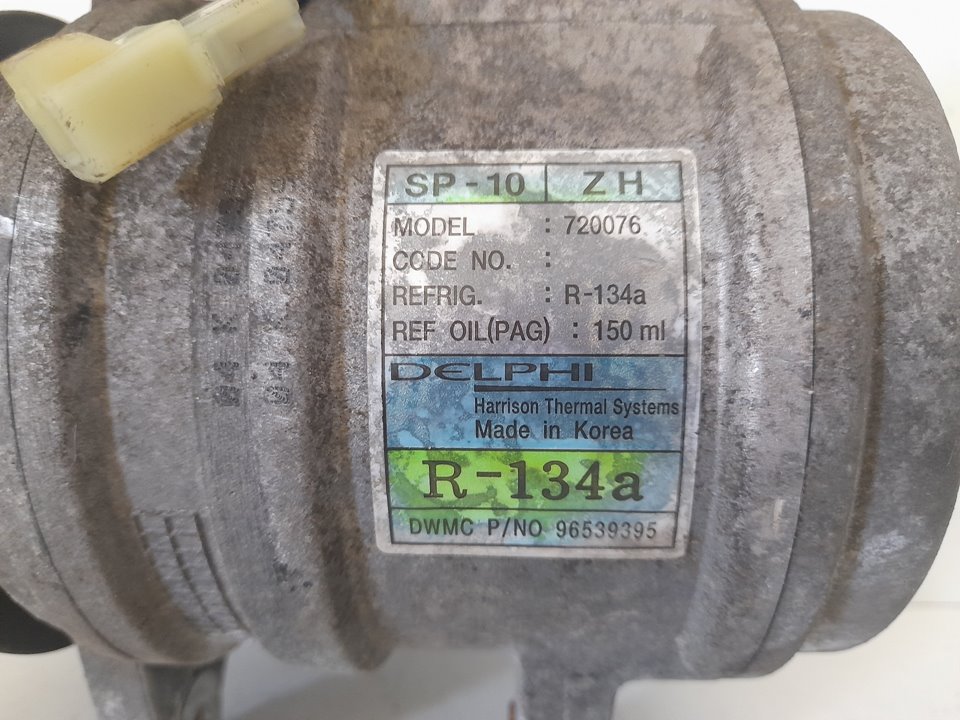 SP-10 ZH
MODEL : 720076
CODE NO. :
REFRIG. : R-134a
REF OIL(PAG) : 150 ml
DELPHI
Harrison Thermal Systems
Made in Korea
R-134a
DWMC P/NO 96539395